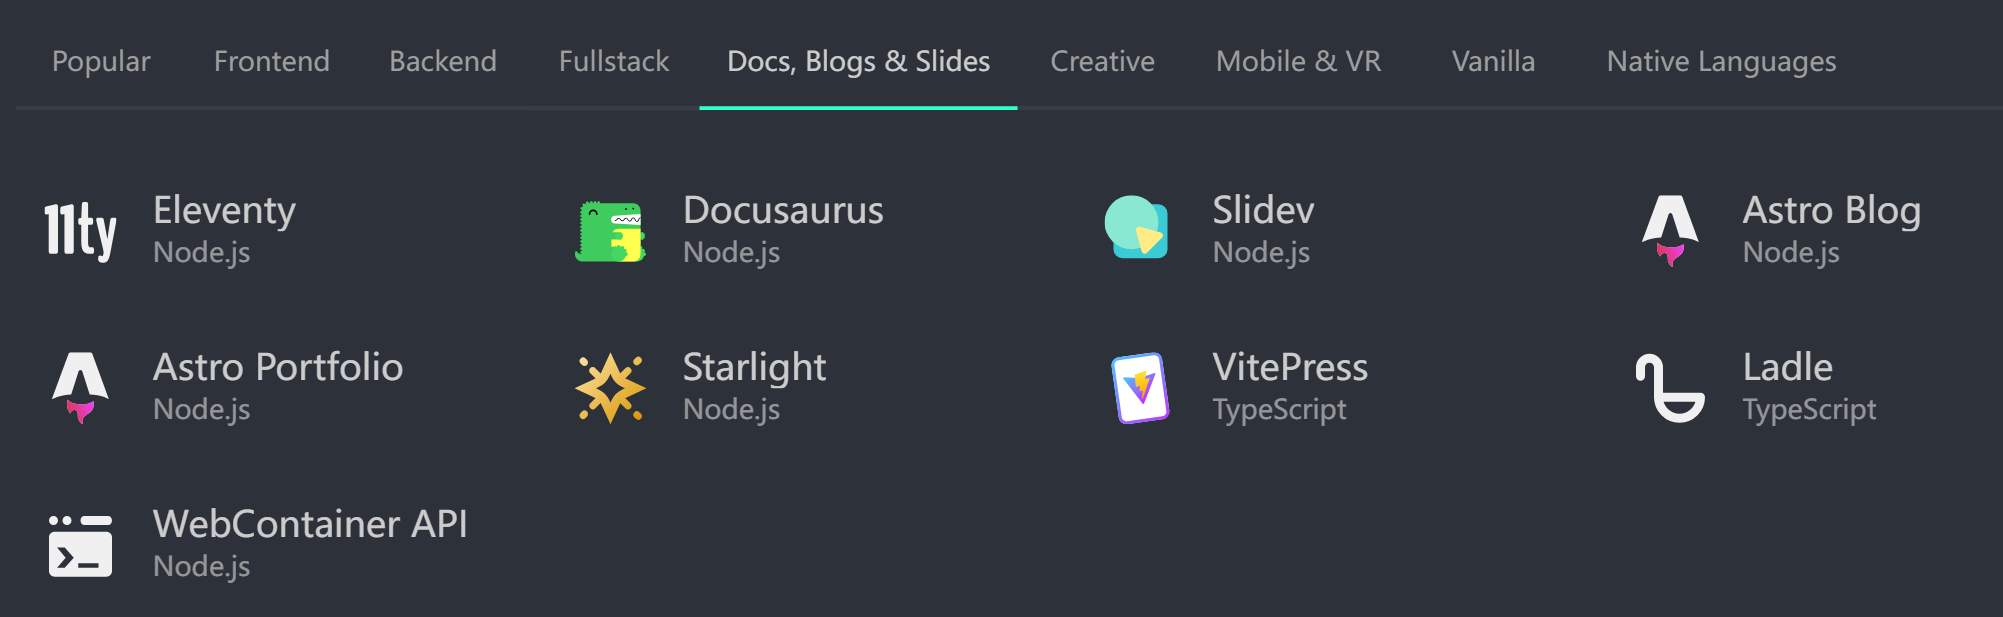 Popular Frontend Backend Fullstack Docs, Blogs & Slides Creative Mobile & VR Vanilla Native Languages
11ty Eleventy Docusaurus Slidev Astro Blog
Node.js Node.js Node.js Node.js
Astro Portfolio Starlight VitePress Ladle
Node.js Node.js TypeScript TypeScript
WebContainer API
Node.js